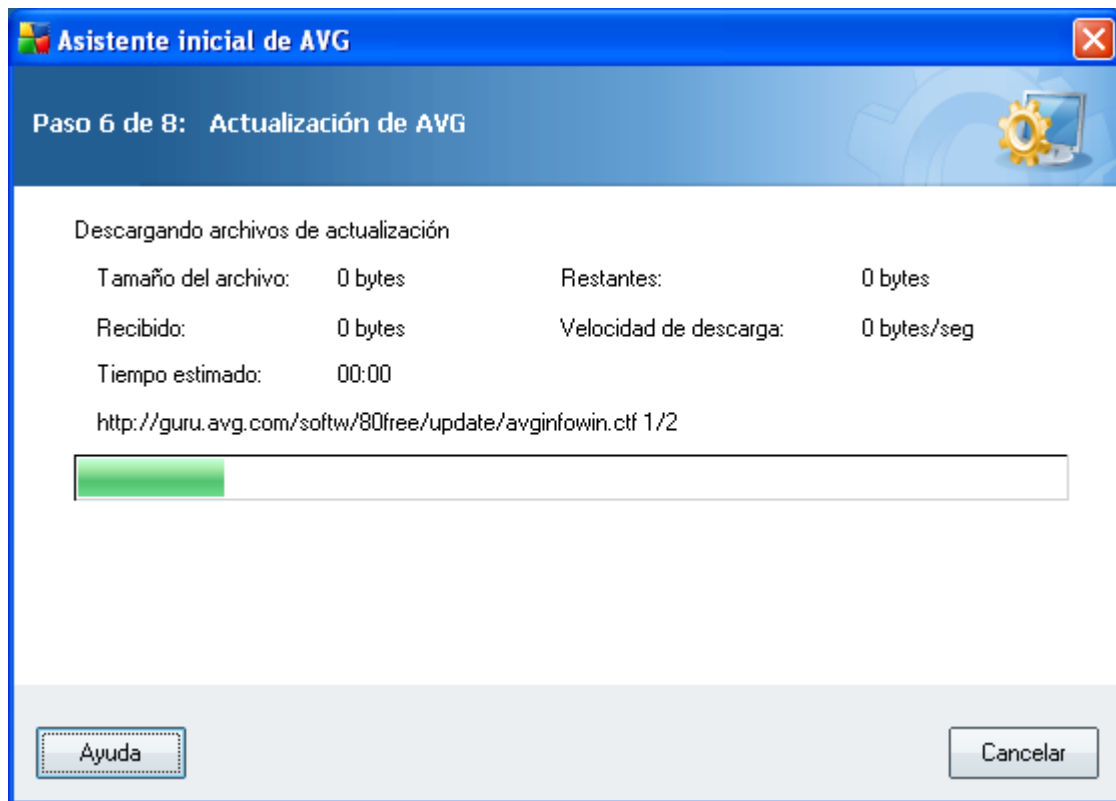 Asistente inicial de AVG
Paso 6 de 8: Actualización de AVG
Descargando archivos de actualización
Tamaño del archivo: 0 bytes Restantes: 0 bytes
Recibido: 0 bytes Velocidad de descarga: 0 bytes/seg
Tiempo estimado: 00:00
http://guru.avg.com/softw/80free/update/avginfowin.ctf 1/2
Ayuda Cancelar